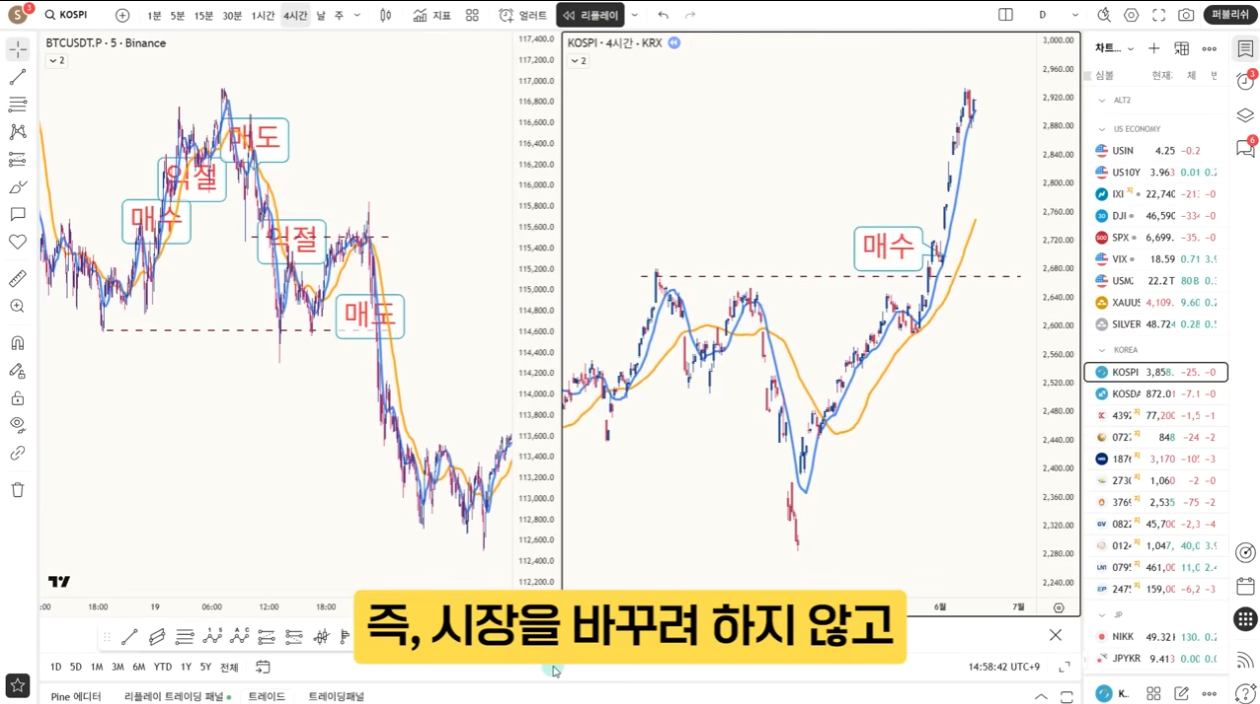 S 3 KOSPI 1분 5분 15분 30분 1시간 4시간 날 주 지표 얼러트 리플레이 D 퍼블리쉬
BTCUSDT.P · 5 · Binance
2
매도
익절
매수
익절
매도
117,400.0
117,200.0
117,000.0
116,800.0
116,600.0
116,400.0
116,200.0
116,000.0
115,800.0
115,600.0
115,400.0
115,200.0
115,000.0
114,800.0
114,600.0
114,400.0
114,200.0
114,000.0
113,800.0
113,600.0
113,400.0
113,200.0
113,000.0
112,800.0
112,600.0
112,400.0
112,200.0
:00 18:00 19 06:00 12:00 18:00
KOSPI · 4시간 · KRX
2
매수
3,000.00
2,960.00
2,920.00
2,880.00
2,840.00
2,800.00
2,760.00
2,720.00
2,680.00
2,640.00
2,600.00
2,560.00
2,520.00
2,480.00
2,440.00
2,400.00
2,360.00
2,320.00
2,280.00
2,240.00
6월 7월
차트...
심볼 현재 체 변
ALT2
US ECONOMY
USIN 4.25 -0.2
US10Y 3.963 0.01 0.2
IXI 22,740 -213 -0
DJI 46,590 -334 -0
SPX 6,699. -35. -0
VIX 18.59 0.71 3.9
USMC 22.2 T 80 B 0.3
XAUUS 4,109. 9.60 0.2
SILVER 48.724 0.28 0.5
KOREA
KOSPI 3,858. -25. -0
KOSDA 872.01 -7.1 -0
4392 77,200 -1,5 -1
0727 848 -24 -2
1876 3,170 -105 -3
2730 1,060 -2 -0
3769 2,535 -75 -2
0822 45,700 -2,3 -4
0124 1,047, 40,0 3.9
0795 461,00 11,0 2.4
2475 159,00 -6,2 -3
JP
NIKK 49.32K 130. 0.2
JPYKR 9.413 0.00 0.0
즉, 시장을 바꾸려 하지 않고
1D 5D 1M 3M 6M YTD 1Y 5Y 전체
14:58:42 UTC+9
Pine 에디터 리플레이 트레이딩 패널 트레이드 트레이딩패널
K..
3
6